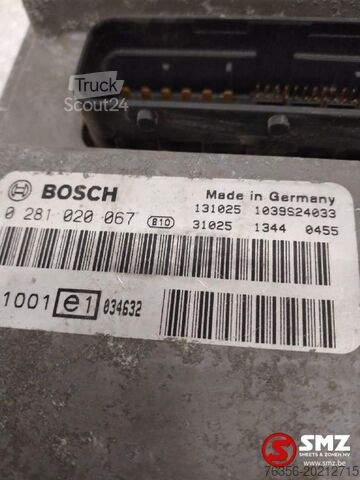 Truck
Scout24
BOSCH
Made in Germany
131025 1039S24033
0 281 020 067 810 31025 1344 0455
1001 e1 034632
SMZ
SHEETS & ZONEN NV
www.smz.be
76356-20212715